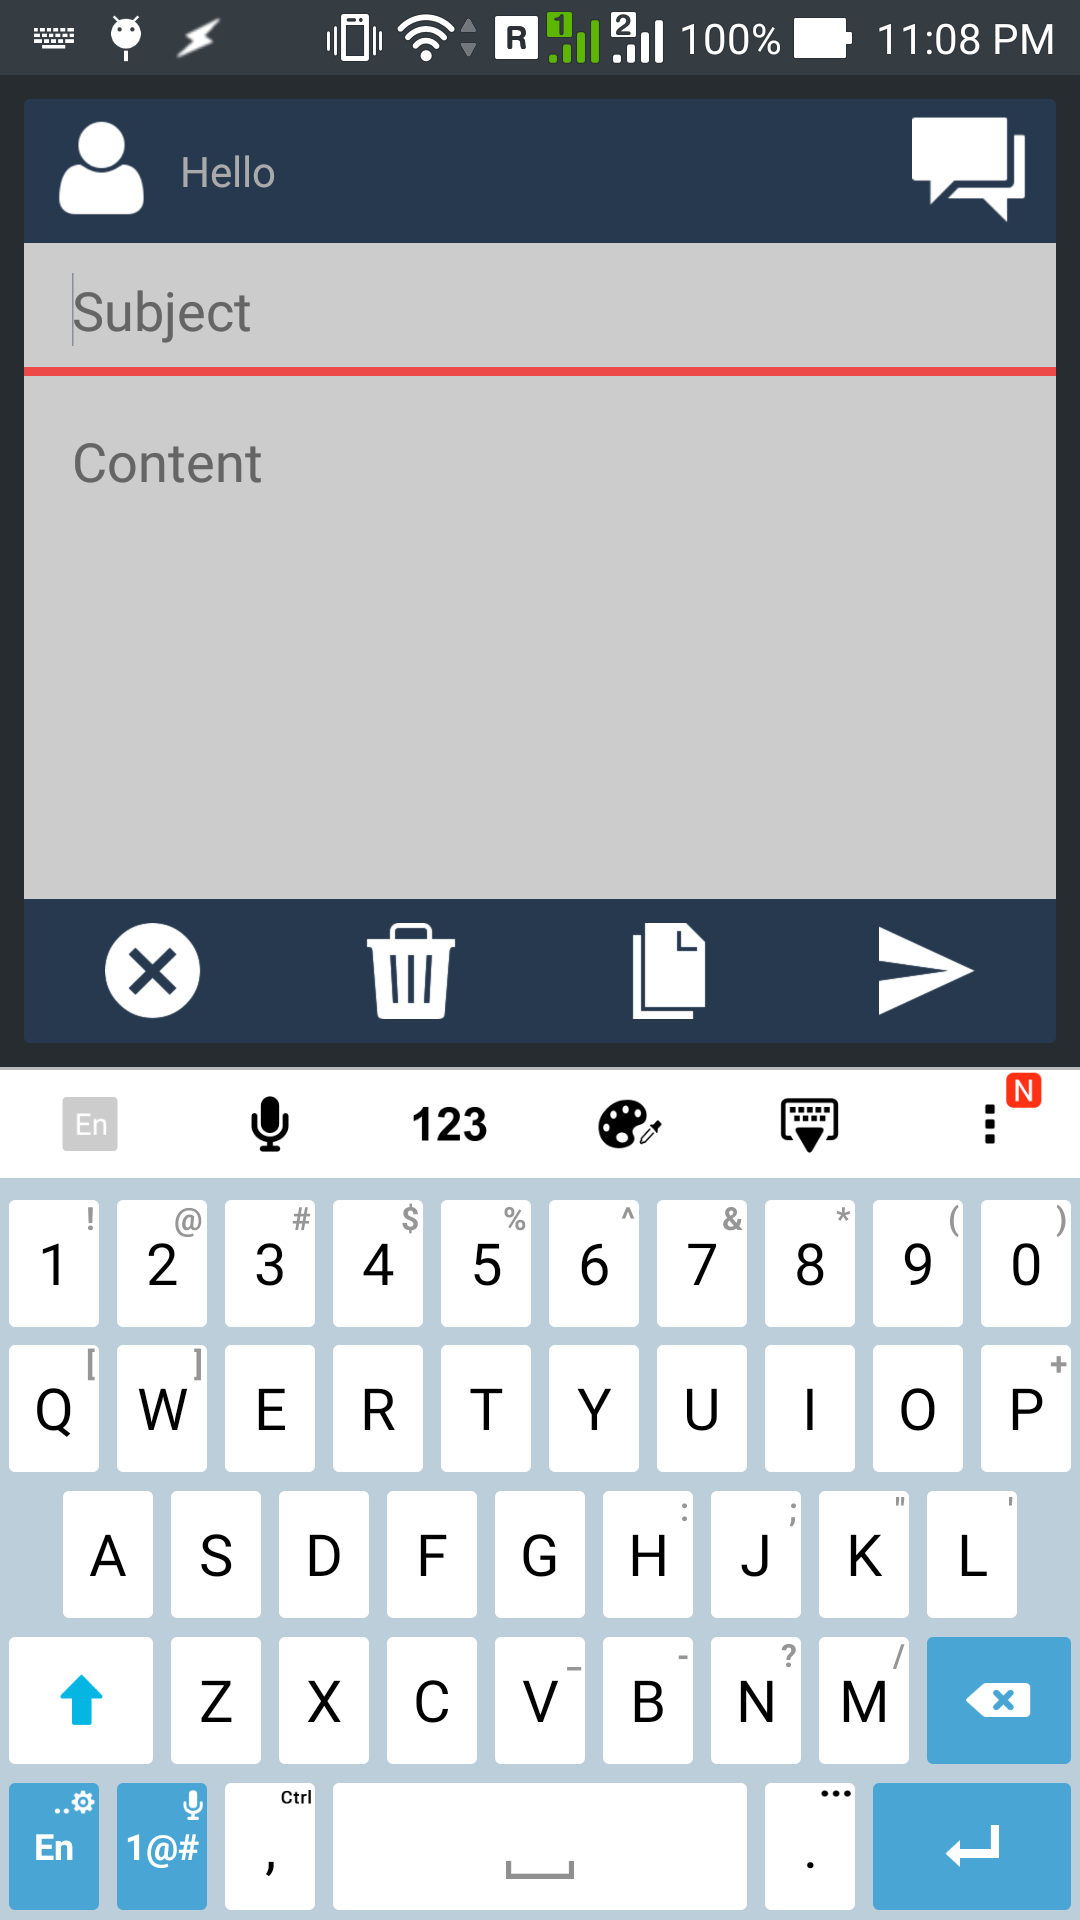 R 1 2 100% 11:08 PM
Hello
Subject
Content
En 123 N
! @ # $ % ^ & * ( )
1 2 3 4 5 6 7 8 9 0
[ ] +
Q W E R T Y U I O P
: ; " '
A S D F G H J K L
_ - ? /
Z X C V B N M
.. Ctrl ...
En 1@# , .